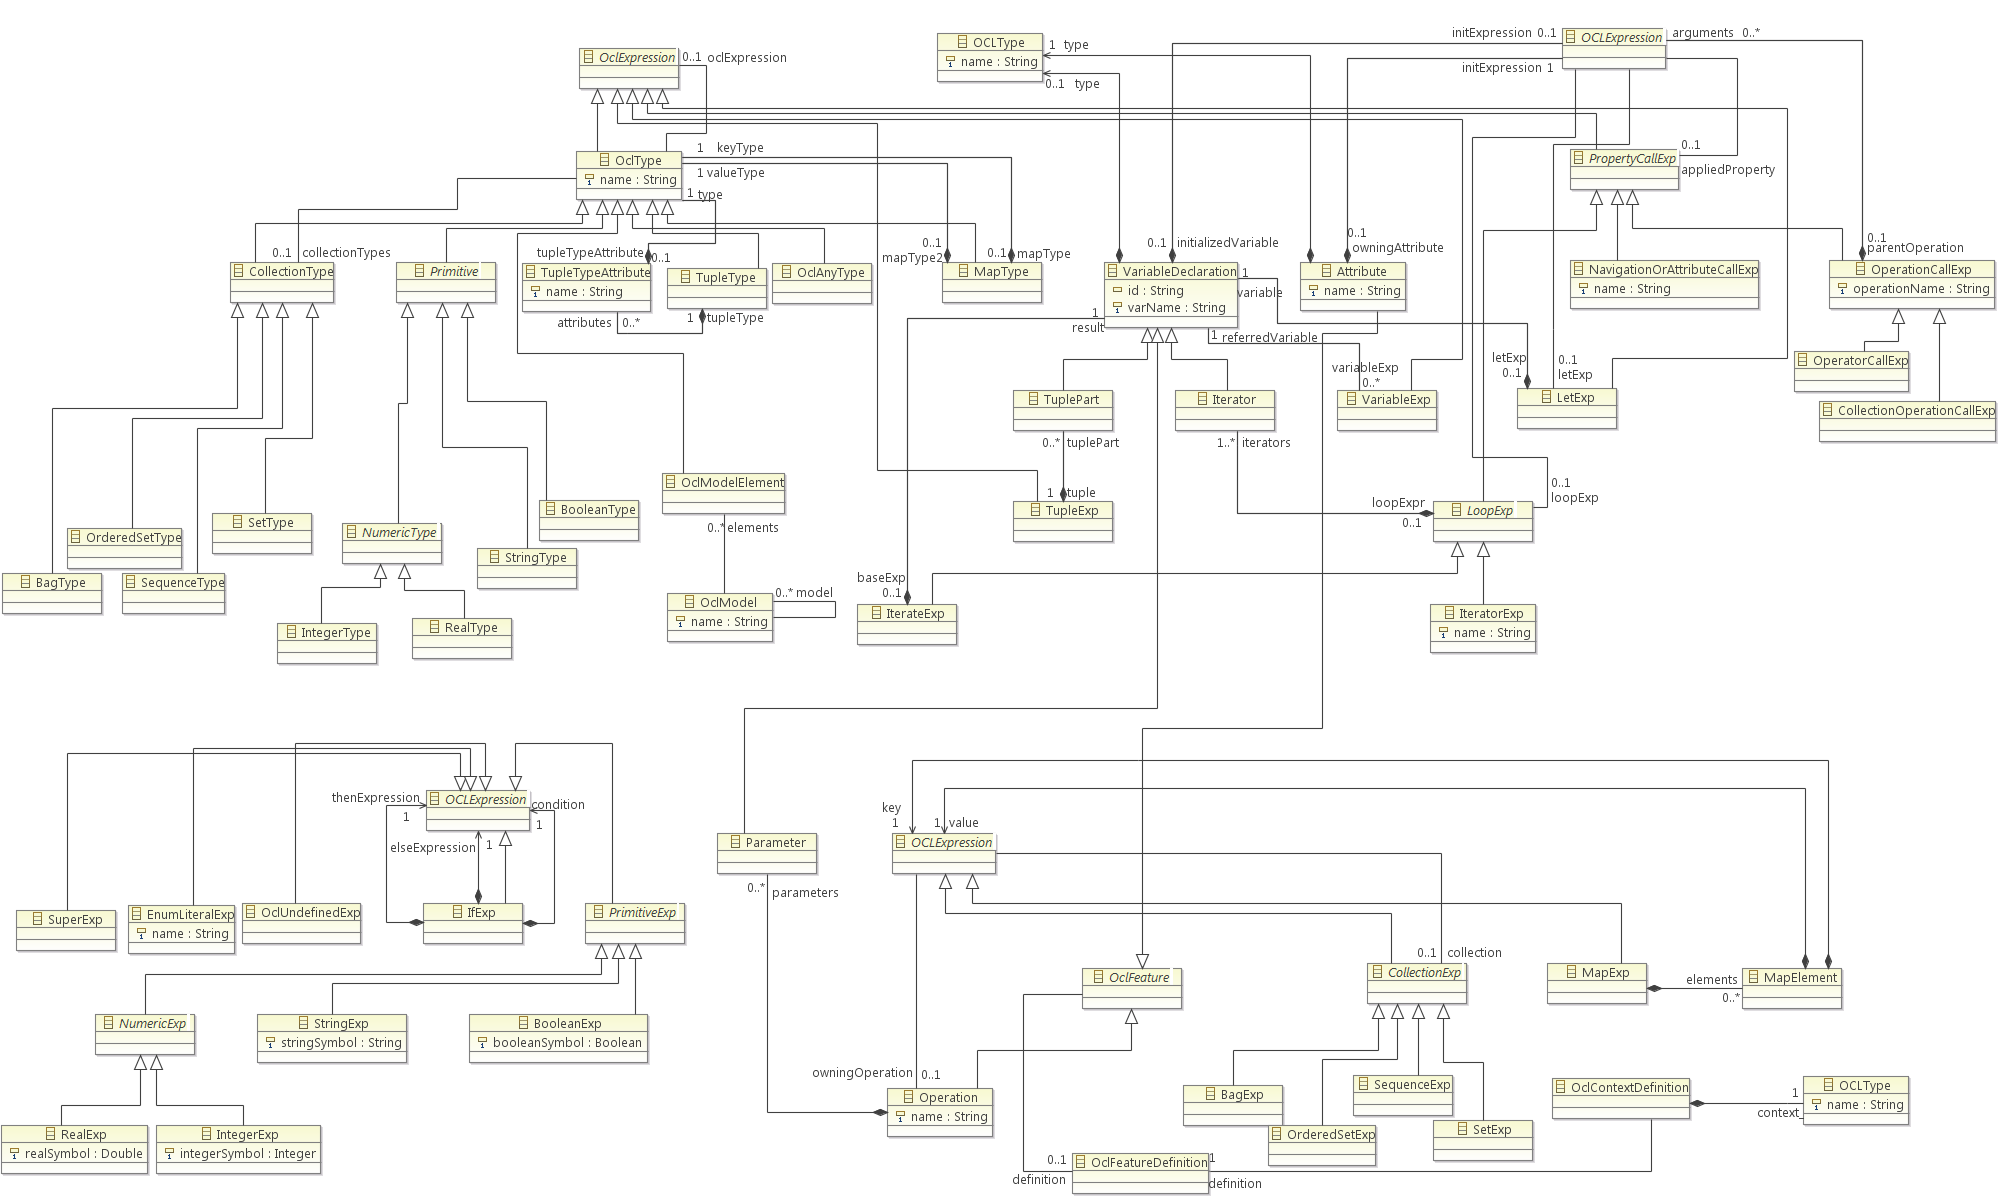 OclExpression
0..1 oclExpression
OCLType
name : String
1 type
0..1 type
initExpression 0..1
OCLExpression
arguments 0..*
initExpression 1
OclType
name : String
1 keyType
1 valueType
1 type
PropertyCallExp
0..1
appliedProperty
0..1 collectionTypes
tupleTypeAttribute
0..1
0..1
mapType2
0..1 mapType
0..1 initializedVariable
0..1
owningAttribute
0..1
parentOperation
CollectionType
Primitive
TupleTypeAttribute
name : String
TupleType
OclAnyType
MapType
VariableDeclaration
id : String
varName : String
1
variable
Attribute
name : String
NavigationOrAttributeCallExp
name : String
OperationCallExp
operationName : String
attributes 0..*
1 tupleType
1
result
1 referredVariable
variableExp
0..*
letExp
0..1
0..1
letExp
OperatorCallExp
TuplePart
Iterator
VariableExp
LetExp
CollectionOperationCallExp
0..* tuplePart
1..* iterators
OclModelElement
0..* elements
1 tuple
TupleExp
loopExpr
0..1
LoopExp
0..1
loopExp
BooleanType
SetType
NumericType
OrderedSetType
StringType
BagType
SequenceType
baseExp
0..1
OclModel
name : String
0..* model
IterateExp
IteratorExp
name : String
IntegerType
RealType
thenExpression
1
OCLExpression
condition
1
elseExpression 1
key
1
1 value
Parameter
0..* parameters
OCLExpression
SuperExp
EnumLiteralExp
name : String
OclUndefinedExp
IfExp
PrimitiveExp
0..1 collection
OclFeature
CollectionExp
MapExp
elements
0..*
MapElement
NumericExp
StringExp
stringSymbol : String
BooleanExp
booleanSymbol : Boolean
owningOperation 0..1
Operation
name : String
BagExp
SequenceExp
OclContextDefinition
1
context
OCLType
name : String
RealExp
realSymbol : Double
IntegerExp
integerSymbol : Integer
OrderedSetExp
SetExp
0..1
definition
OclFeatureDefinition
1
definition